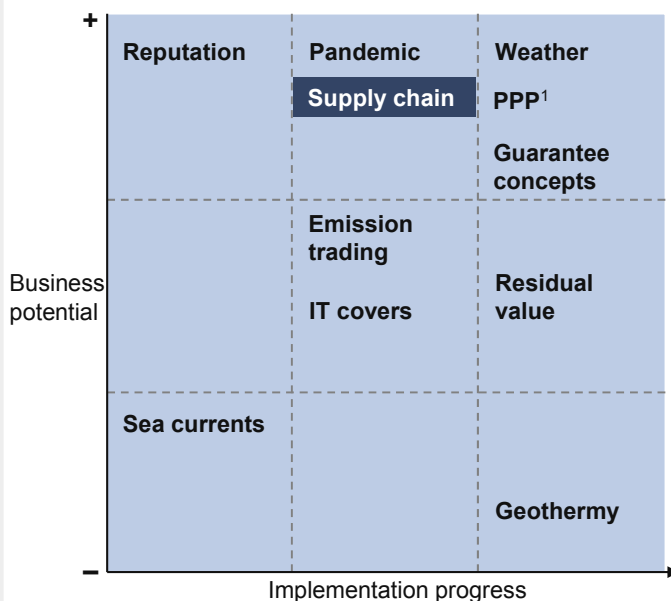 +
Reputation
Pandemic
Weather
Supply chain
PPP¹
Guarantee
concepts
Emission
trading
Business
potential
IT covers
Residual
value
Sea currents
Geothermy
–
Implementation progress